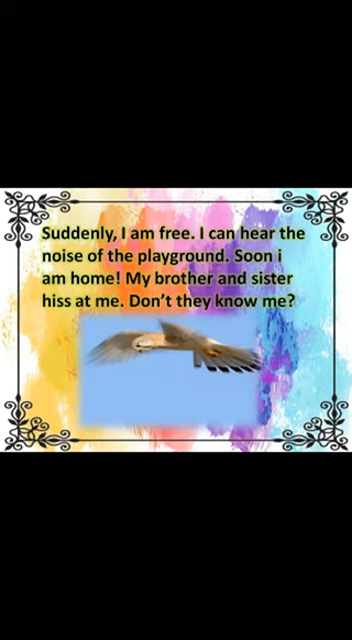 Suddenly, I am free. I can hear the
noise of the playground. Soon i
am home! My brother and sister
hiss at me. Don't they know me?